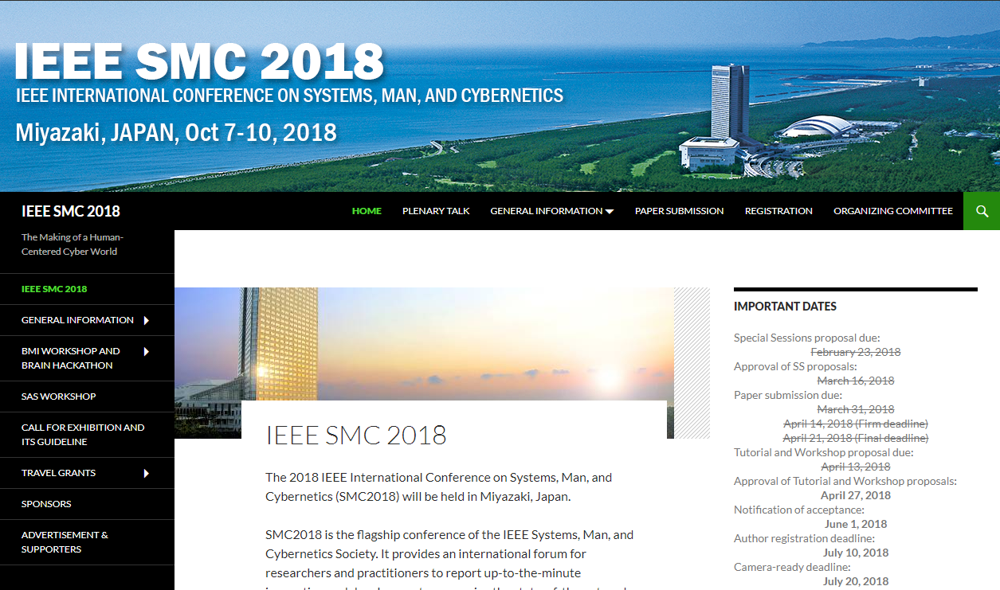 IEEE SMC 2018
IEEE INTERNATIONAL CONFERENCE ON SYSTEMS, MAN, AND CYBERNETICS
Miyazaki, JAPAN, Oct 7-10, 2018
IEEE SMC 2018
HOME
PLENARY TALK
GENERAL INFORMATION
PAPER SUBMISSION
REGISTRATION
ORGANIZING COMMITTEE
The Making of a Human-
Centered Cyber World
IEEE SMC 2018
GENERAL INFORMATION
BMI WORKSHOP AND
BRAIN HACKATHON
SAS WORKSHOP
CALL FOR EXHIBITION AND
ITS GUIDELINE
TRAVEL GRANTS
SPONSORS
ADVERTISEMENT &
SUPPORTERS
IEEE SMC 2018
The 2018 IEEE International Conference on Systems, Man, and
Cybernetics (SMC2018) will be held in Miyazaki, Japan.
SMC2018 is the flagship conference of the IEEE Systems, Man, and
Cybernetics Society. It provides an international forum for
researchers and practitioners to report up-to-the-minute
IMPORTANT DATES
Special Sessions proposal due:
February 23, 2018
Approval of SS proposals:
March 16, 2018
Paper submission due:
March 31, 2018
April 14, 2018 (Firm deadline)
April 21, 2018 (Final deadline)
Tutorial and Workshop proposal due:
April 13, 2018
Approval of Tutorial and Workshop proposals:
April 27, 2018
Notification of acceptance:
June 1, 2018
Author registration deadline:
July 10, 2018
Camera-ready deadline:
July 20, 2018